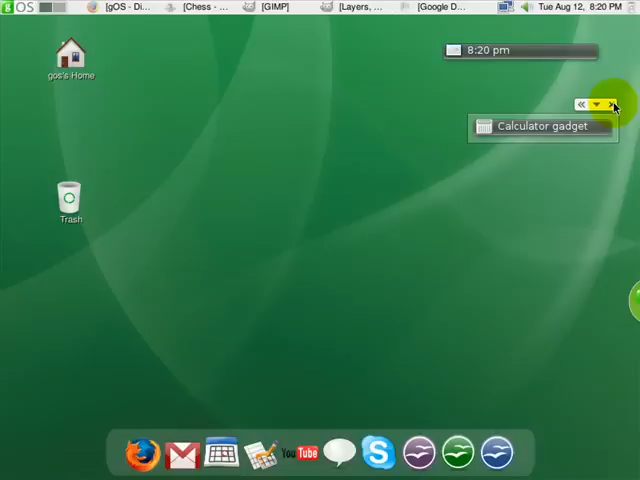 g OS [gOS - Di... [Chess - ... [GIMP] [Layers, ... [Google D... Tue Aug 12, 8:20 PM
gos's Home
8:20 pm
Calculator gadget
Trash
You Tube